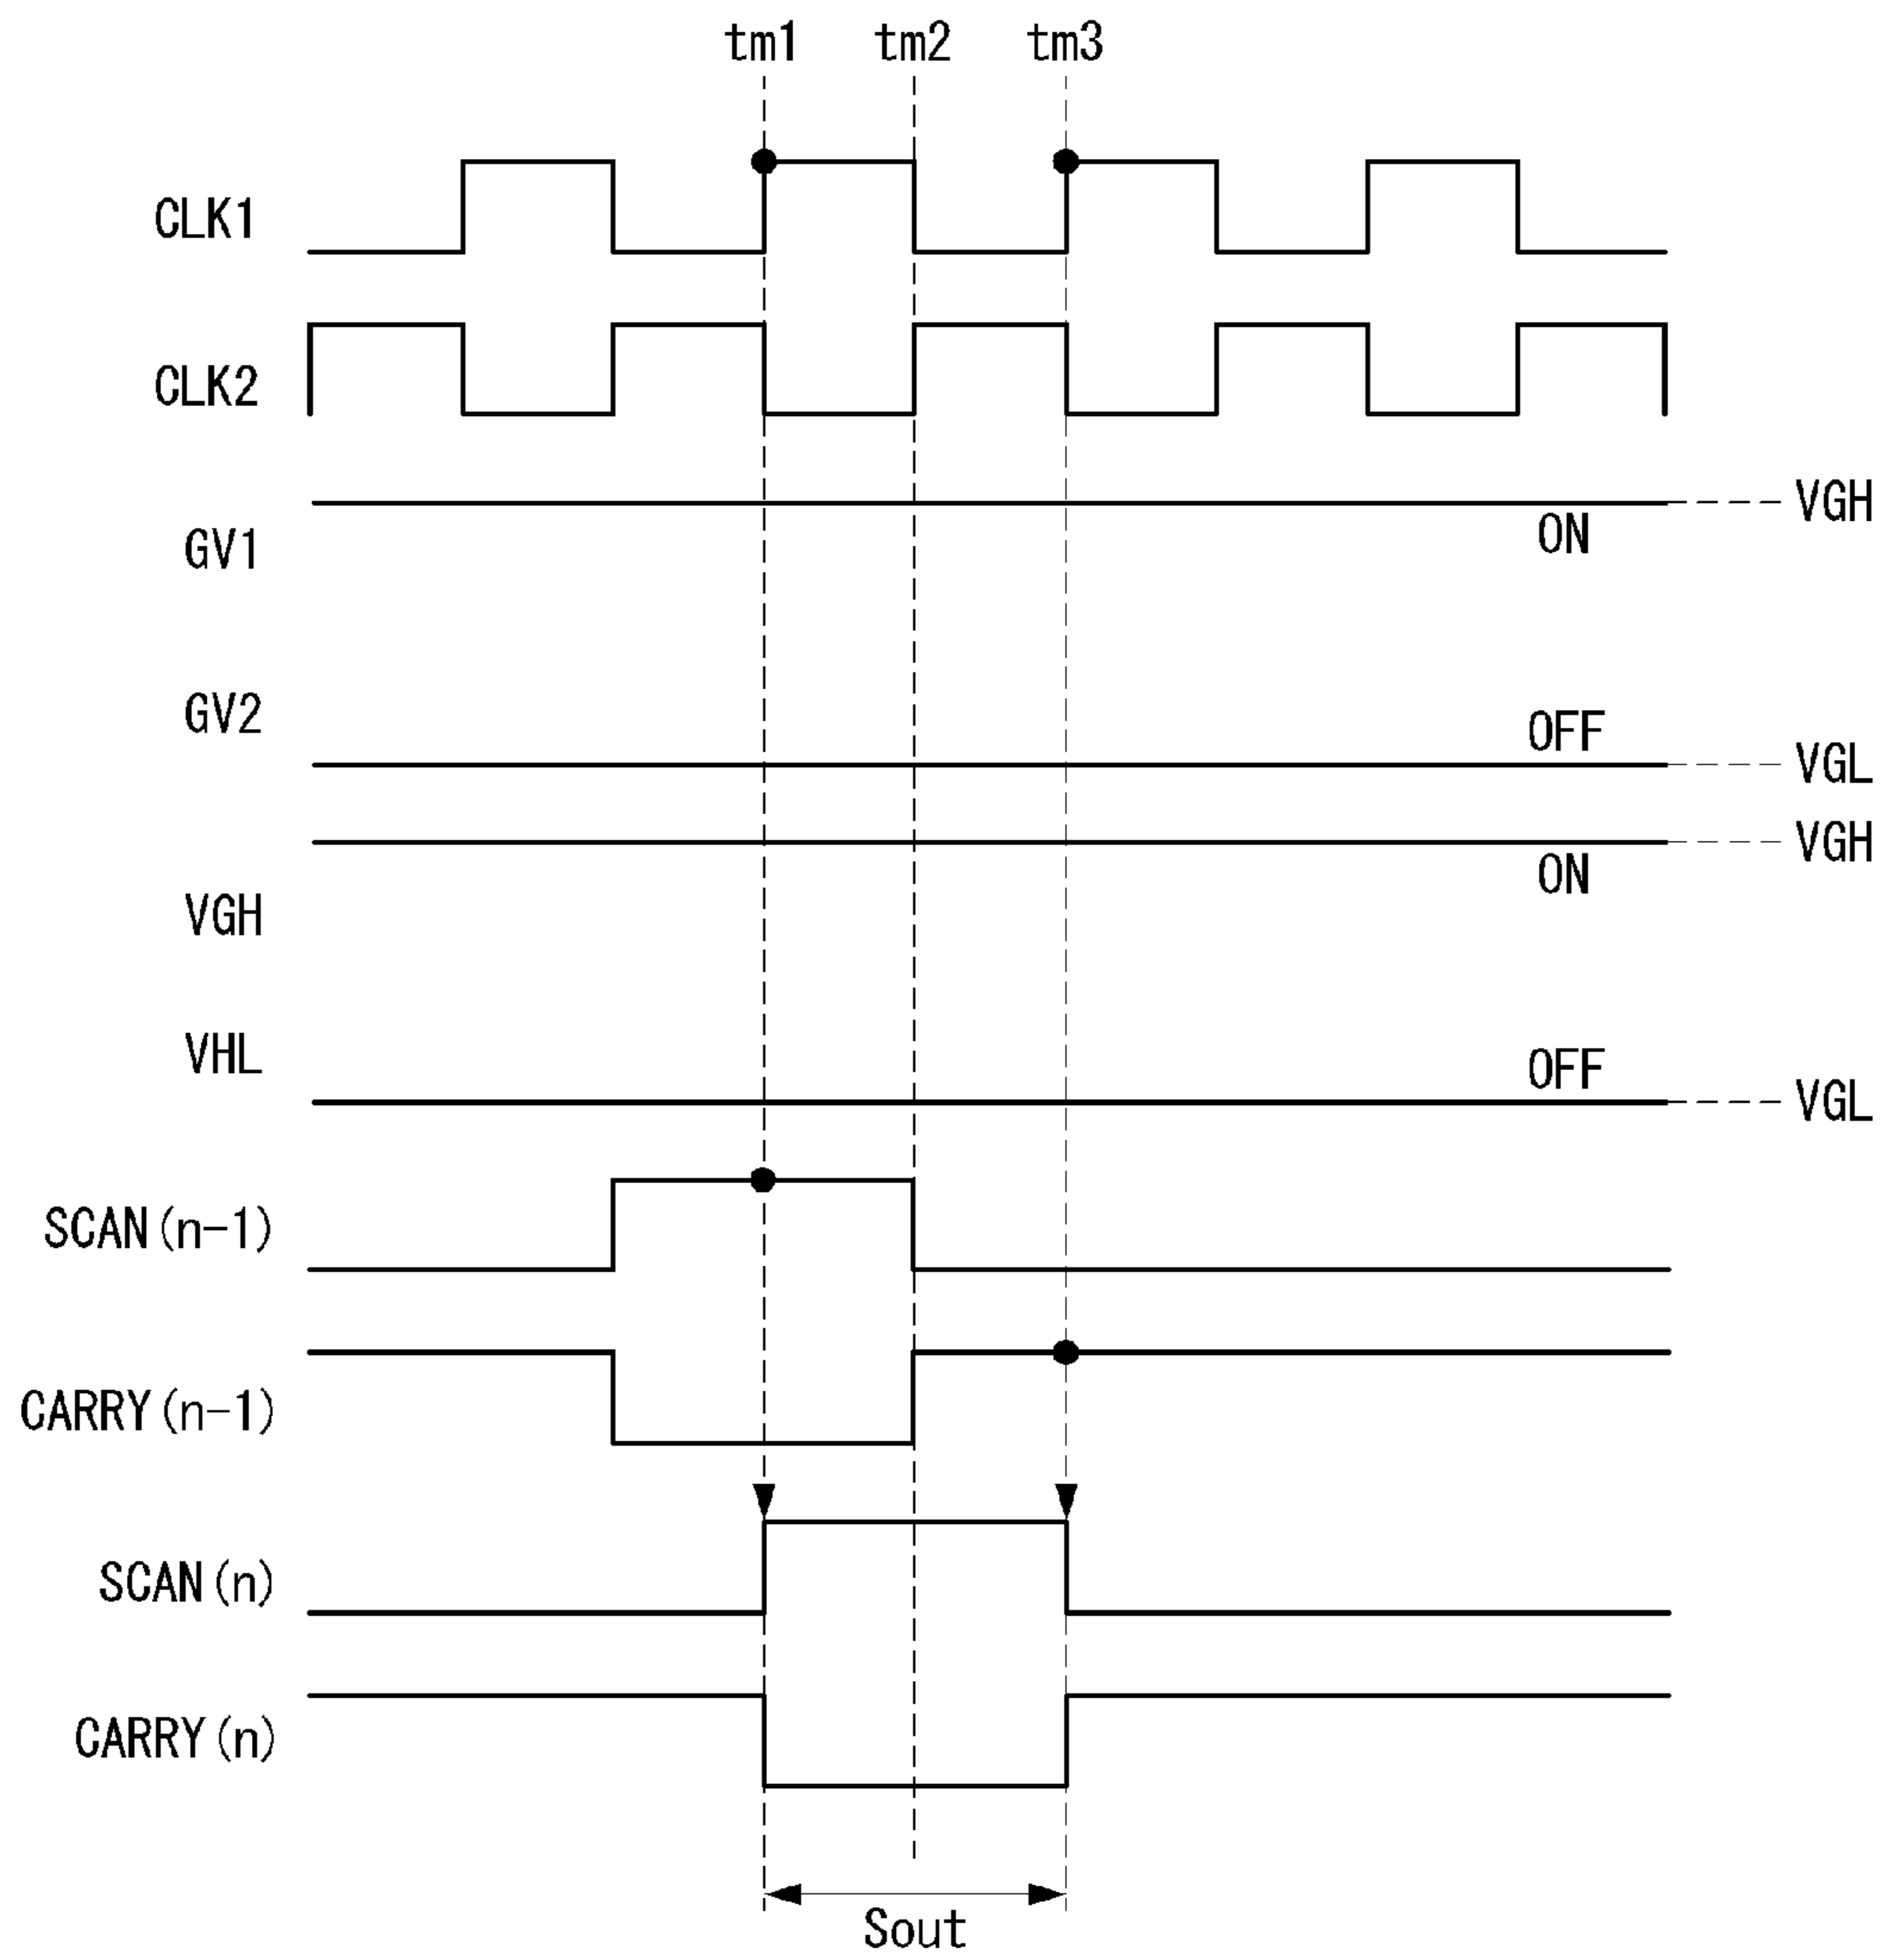 tm1 tm2 tm3
CLK1
CLK2
VGH
ON
GV1
GV2
OFF
VGL
VGH
ON
VGH
VHL
OFF
VGL
SCAN(n-1)
CARRY(n-1)
SCAN(n)
CARRY(n)
Sout